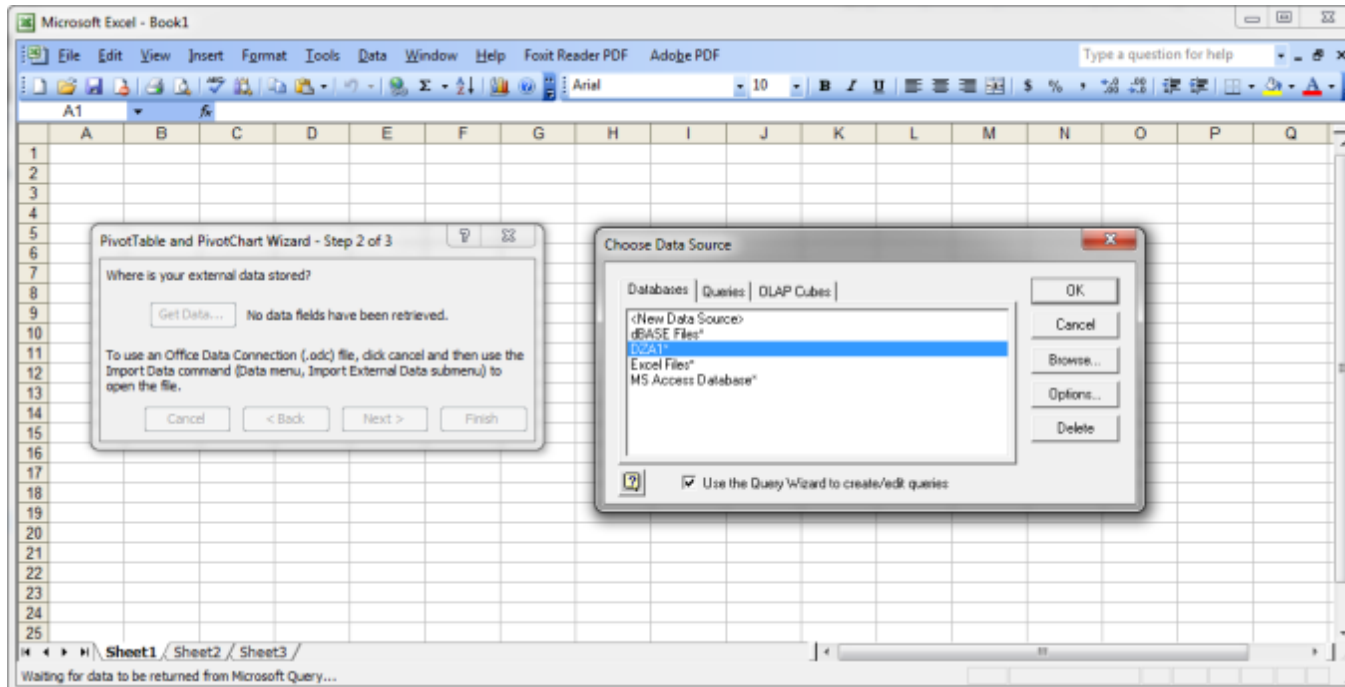 Microsoft Excel - Book1
File Edit View Insert Format Tools Data Window Help Foxit Reader PDF Adobe PDF Type a question for help
Arial 10 B I U $ % ,
A1 fx
A B C D E F G H I J K L M N O P Q
1
2
3
4
5
6
7
8
9
10
11
12
13
14
15
16
17
18
19
20
21
22
23
24
25
PivotTable and PivotChart Wizard - Step 2 of 3
Where is your external data stored?
Get Data... No data fields have been retrieved.
To use an Office Data Connection (.odc) file, click cancel and then use the
Import Data command (Data menu, Import External Data submenu) to
open the file.
Cancel < Back Next > Finish
Choose Data Source
Databases Queries OLAP Cubes
<New Data Source>
dBASE Files*
DZA1*
Excel Files*
MS Access Database*
OK
Cancel
Browse...
Options...
Delete
Use the Query Wizard to create/edit queries
Sheet1 Sheet2 Sheet3
Waiting for data to be returned from Microsoft Query...